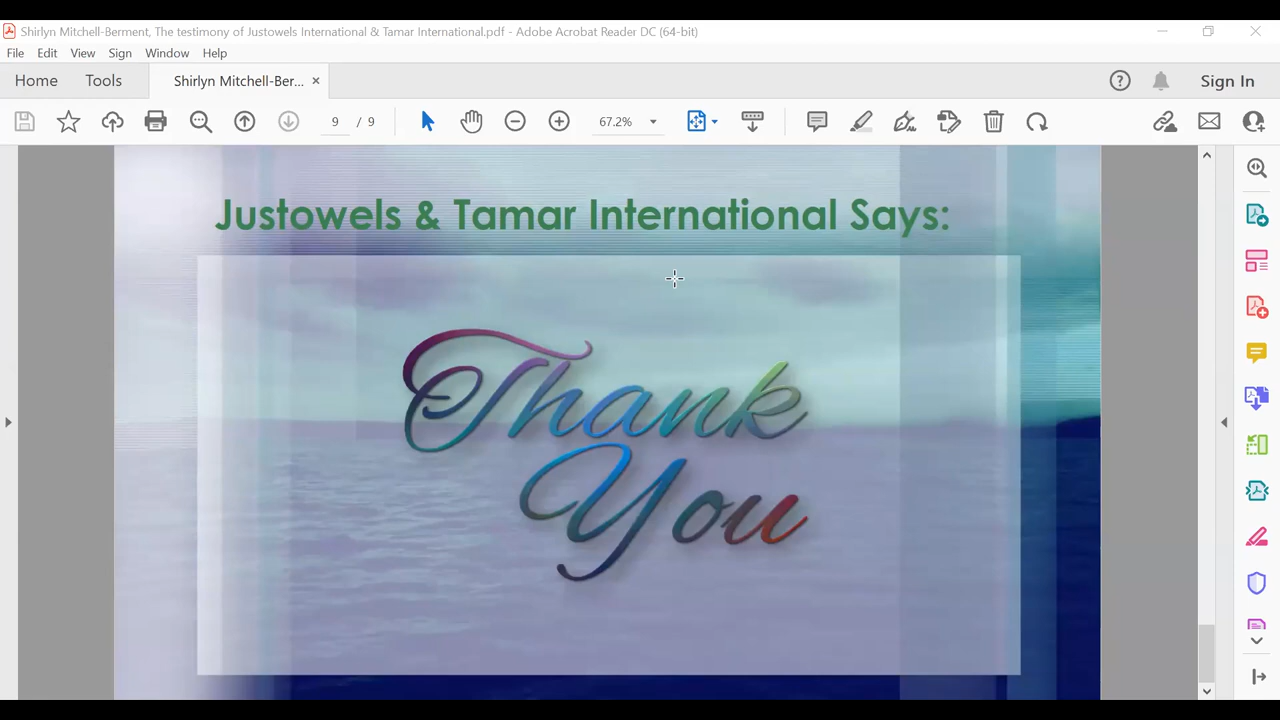 Shirlyn Mitchell-Berment, The testimony of Justowels International & Tamar International.pdf - Adobe Acrobat Reader DC (64-bit)
File Edit View Sign Window Help
Home Tools Shirlyn Mitchell-Ber... × Sign In
9 / 9 67.2%
Justowels & Tamar International Says:
Thank
You